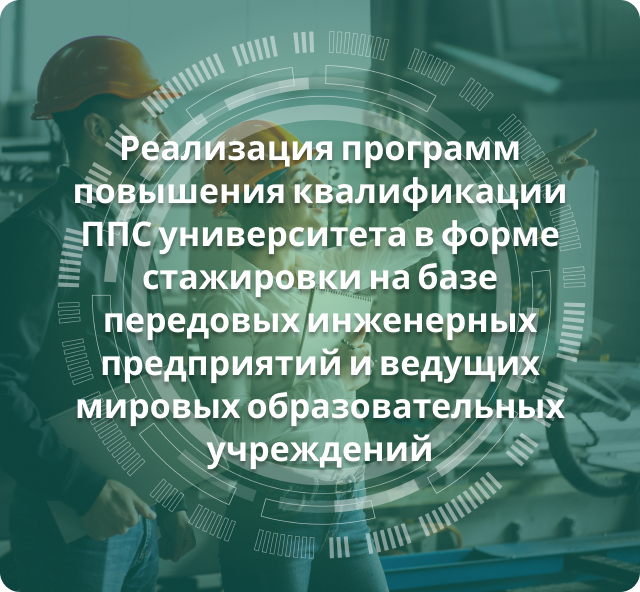 Реализация программ
повышения квалификации
ППС университета в форме
стажировки на базе
передовых инженерных
предприятий и ведущих
мировых образовательных
учреждений